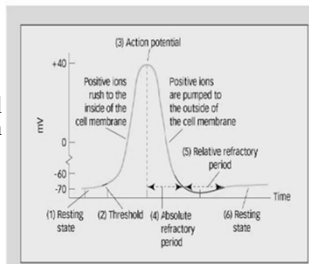 (3) Action potential
+40
Positive ions
rush to the
inside of the
cell membrane
Positive ions
are pumped to
the outside of
the cell membrane
mV
0
(5) Relative refractory
period
-60
-70
Time
(1) Resting
state
(2) Threshold
(4) Absolute
refractory
period
(6) Resting
state